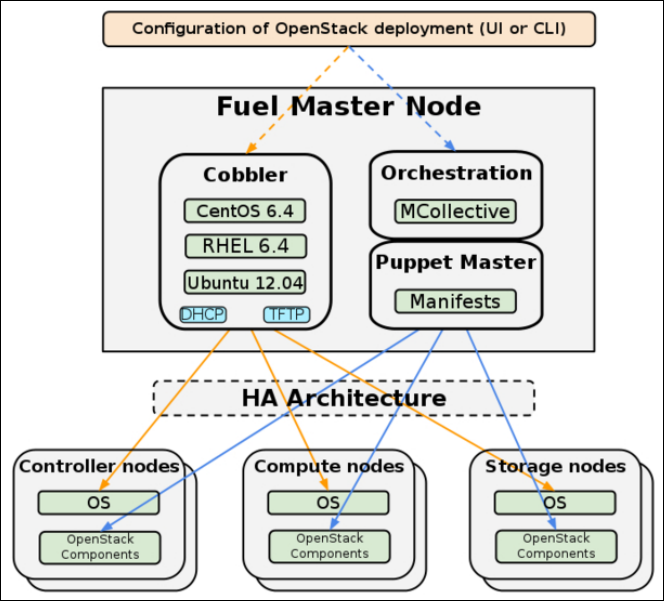 Configuration of OpenStack deployment (UI or CLI)
Fuel Master Node
Cobbler
CentOS 6.4
RHEL 6.4
Ubuntu 12.04
DHCP
TFTP
Orchestration
MCollective
Puppet Master
Manifests
HA Architecture
Controller nodes
OS
OpenStack
Components
Compute nodes
OS
OpenStack
Components
Storage nodes
OS
OpenStack
Components